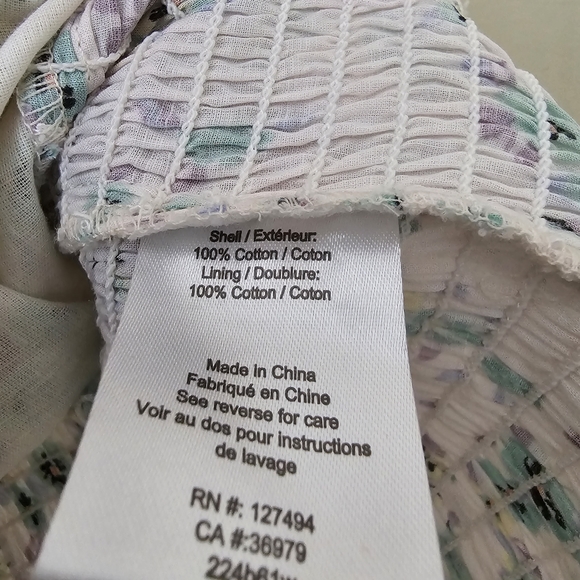 Shell / Extérieur:
100% Cotton / Coton
Lining / Doublure:
100% Cotton / Coton
Made in China
Fabriqué en Chine
See reverse for care
Voir au dos pour instructions
de lavage
RN #: 127494
CA #:36979